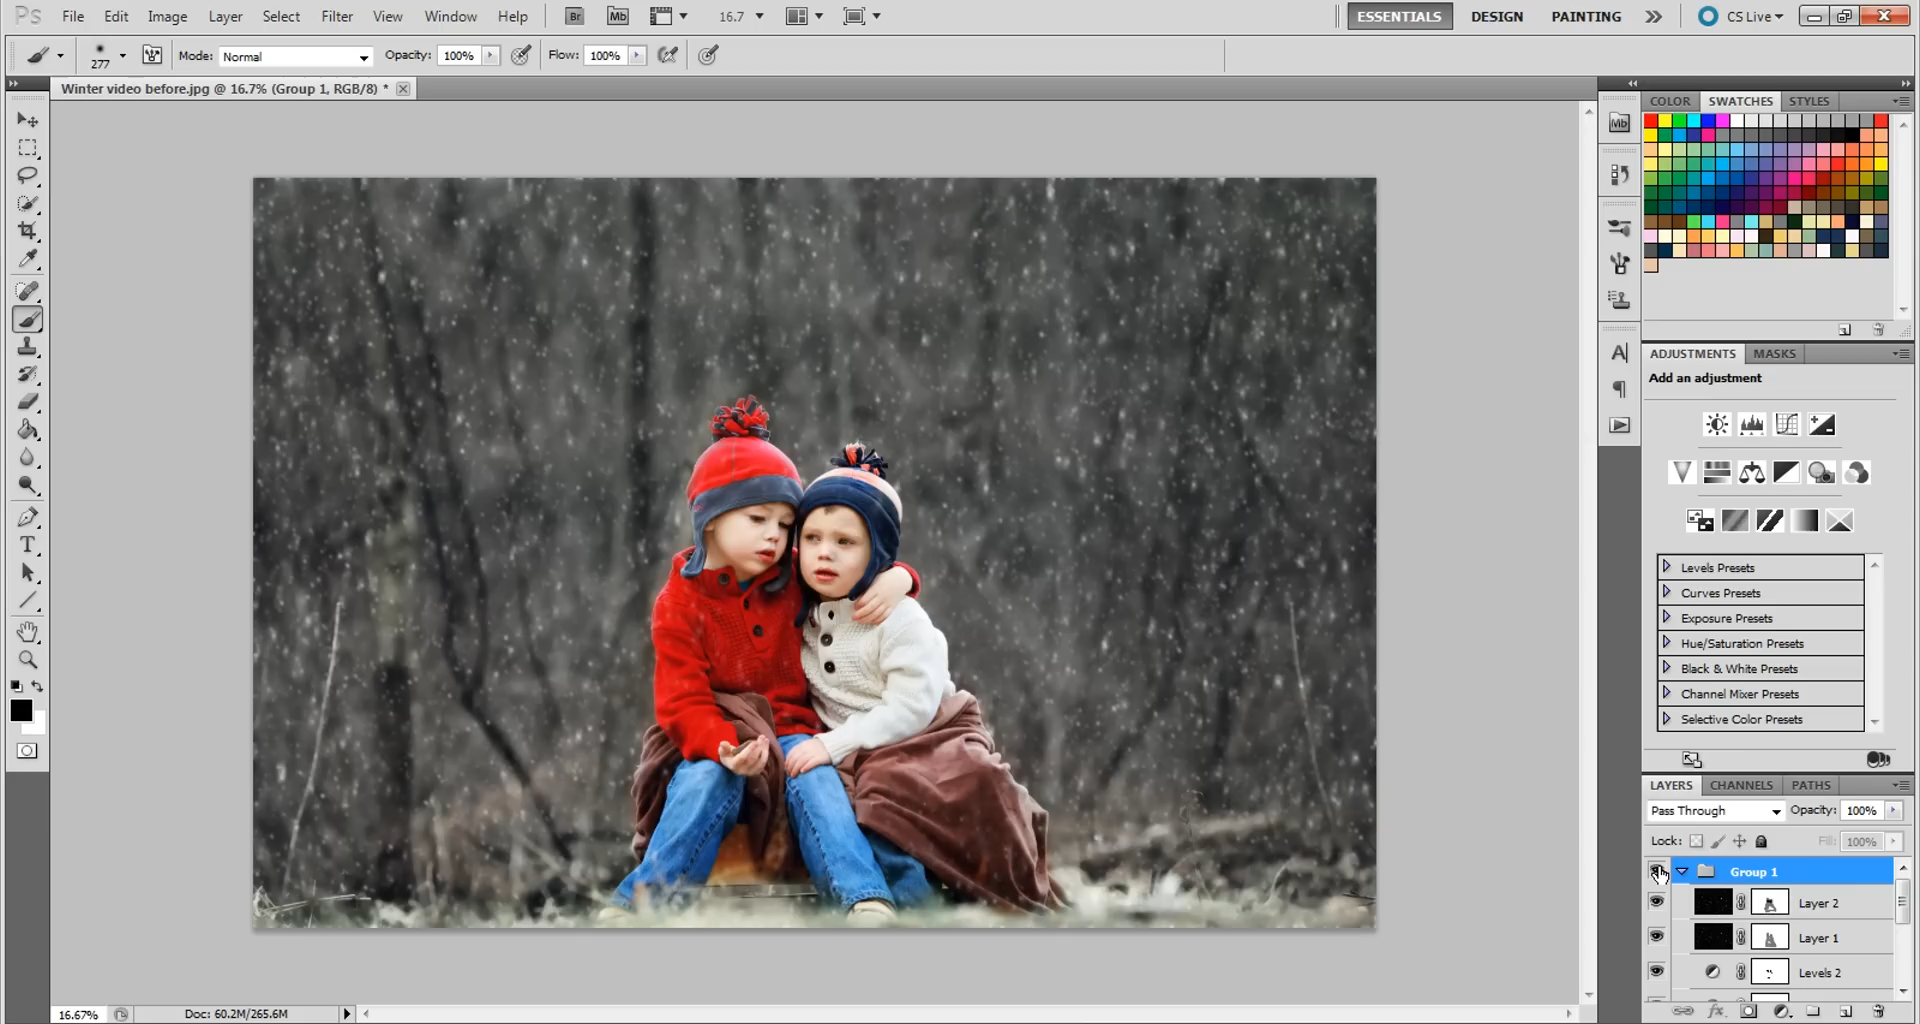 Ps File Edit Image Layer Select Filter View Window Help Br Mb 16.7 ESSENTIALS DESIGN PAINTING CS Live
277 Mode: Normal Opacity: 100% Flow: 100%
Winter video before.jpg @ 16.7% (Group 1, RGB/8) *
COLOR SWATCHES STYLES
Mb
ADJUSTMENTS MASKS
Add an adjustment
Levels Presets
Curves Presets
Exposure Presets
Hue/Saturation Presets
Black & White Presets
Channel Mixer Presets
Selective Color Presets
LAYERS CHANNELS PATHS
Pass Through Opacity: 100%
Lock: Fill: 100%
Group 1
Layer 2
Layer 1
Levels 2
16.67% Doc: 60.2M/265.6M